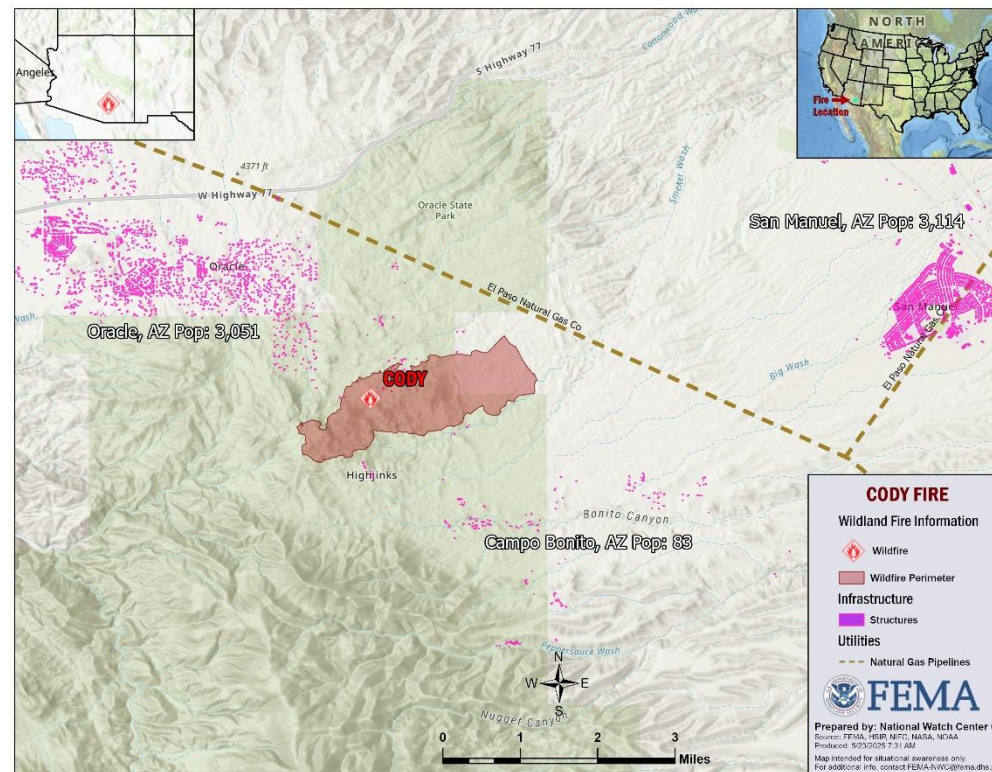 Angeles
NORTH
AMERIC
Fire
Location
Cottonwood Wa
S Highway 77
4371 ft
W Highway 77
Oracle State
Park
Smelter Wash
San Manuel, AZ Pop: 3,114
Oracle
El Paso Natural Gas Co
San Manuel
Wash
Oracle, AZ Pop: 3,051
El Paso Natural Gas Co
Big Wash
CODY
Highjinks
Bonito Canyon
Campo Bonito, AZ Pop: 83
Peppersauce Wash
N
W E
S
Nugget Canyon
0 1 2 3
Miles
CODY FIRE
Wildland Fire Information
Wildfire
Wildfire Perimeter
Infrastructure
Structures
Utilities
Natural Gas Pipelines
FEMA
Prepared by: National Watch Center
Source: FEMA, HSIP, NIFC, NASA, NOAA
Produced: 5/23/2025 7:31 AM
Map intended for situational awareness only.
For additional info, contact FEMA-NWC@fema.dhs.